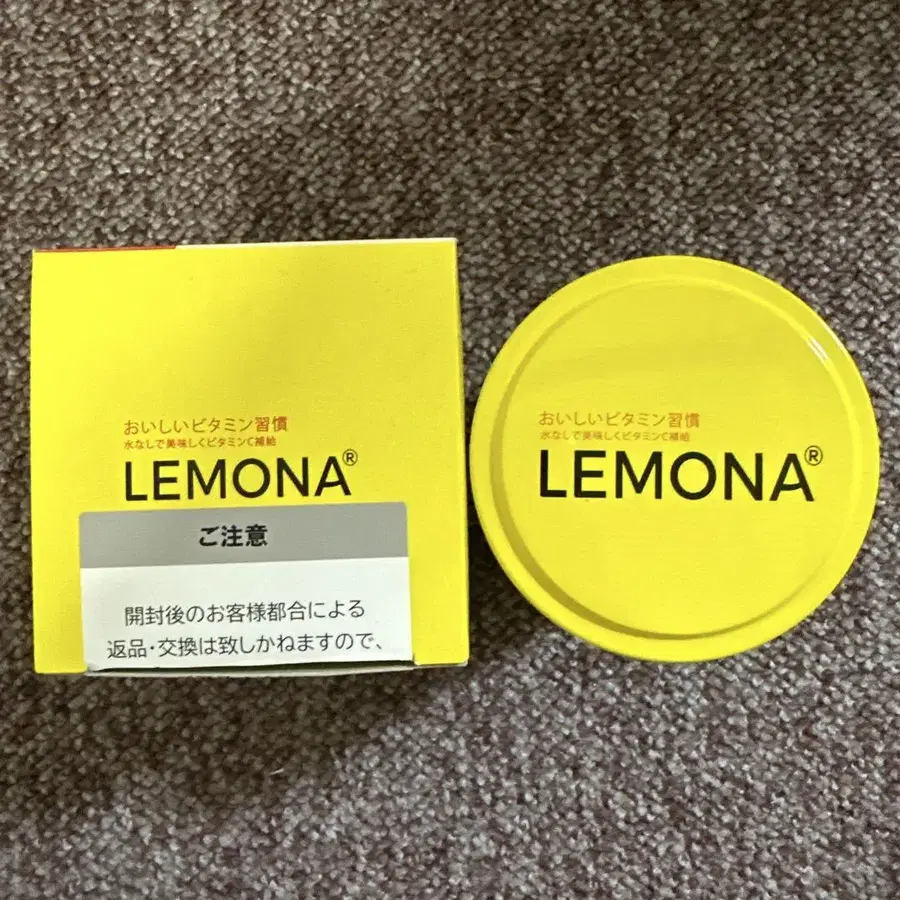 おいしいビタミン習慣
水なしで美味しくビタミンC補給
LEMONA®
ご注意
開封後のお客様都合による
返品・交換は致しかねますので、
おいしいビタミン習慣
水なしで美味しくビタミンC補給
LEMONA®